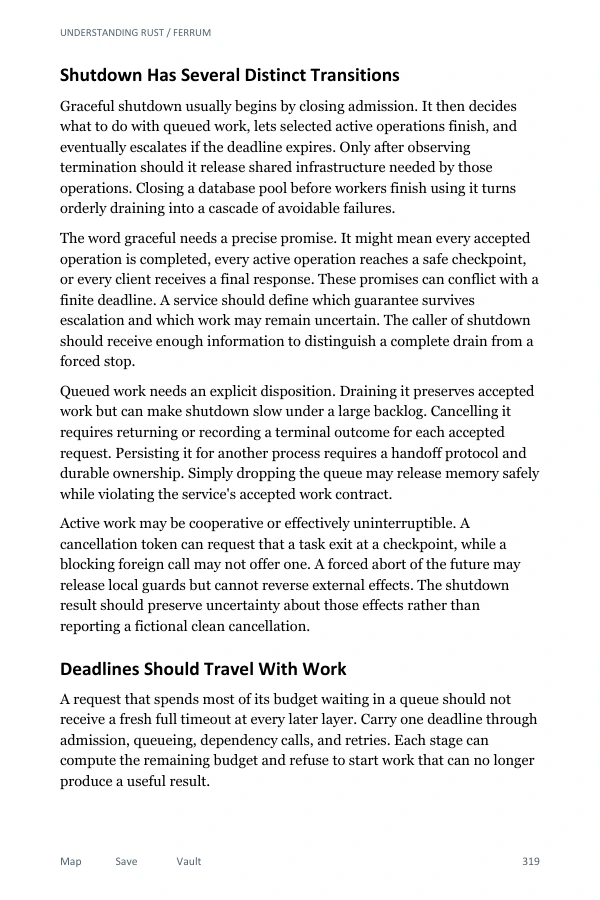 UNDERSTANDING RUST / FERRUM
Shutdown Has Several Distinct Transitions
Graceful shutdown usually begins by closing admission. It then decides
what to do with queued work, lets selected active operations finish, and
eventually escalates if the deadline expires. Only after observing
termination should it release shared infrastructure needed by those
operations. Closing a database pool before workers finish using it turns
orderly draining into a cascade of avoidable failures.
The word graceful needs a precise promise. It might mean every accepted
operation is completed, every active operation reaches a safe checkpoint,
or every client receives a final response. These promises can conflict with a
finite deadline. A service should define which guarantee survives
escalation and which work may remain uncertain. The caller of shutdown
should receive enough information to distinguish a complete drain from a
forced stop.
Queued work needs an explicit disposition. Draining it preserves accepted
work but can make shutdown slow under a large backlog. Cancelling it
requires returning or recording a terminal outcome for each accepted
request. Persisting it for another process requires a handoff protocol and
durable ownership. Simply dropping the queue may release memory safely
while violating the service's accepted work contract.
Active work may be cooperative or effectively uninterruptible. A
cancellation token can request that a task exit at a checkpoint, while a
blocking foreign call may not offer one. A forced abort of the future may
release local guards but cannot reverse external effects. The shutdown
result should preserve uncertainty about those effects rather than
reporting a fictional clean cancellation.
Deadlines Should Travel With Work
A request that spends most of its budget waiting in a queue should not
receive a fresh full timeout at every later layer. Carry one deadline through
admission, queueing, dependency calls, and retries. Each stage can
compute the remaining budget and refuse to start work that can no longer
produce a useful result.
Map Save Vault 319